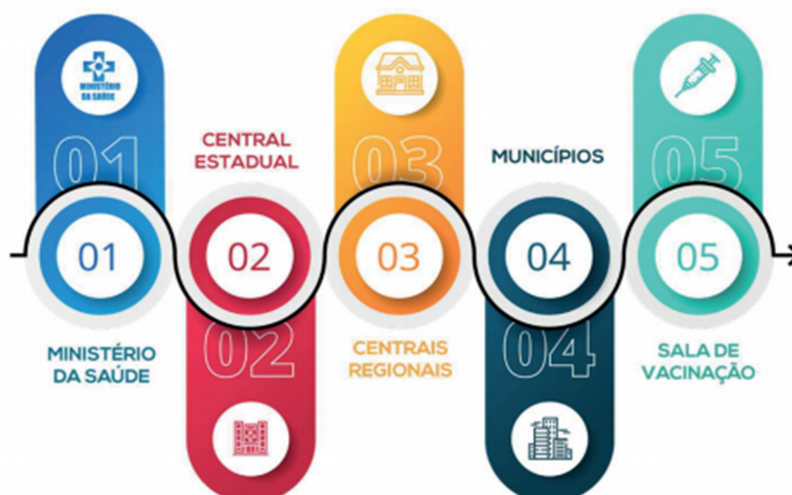 MINISTÉRIO
DA SAÚDE
01
01
MINISTÉRIO
DA SAÚDE
CENTRAL
ESTADUAL
02
02
03
03
CENTRAIS
REGIONAIS
MUNICÍPIOS
04
04
05
05
SALA DE
VACINAÇÃO